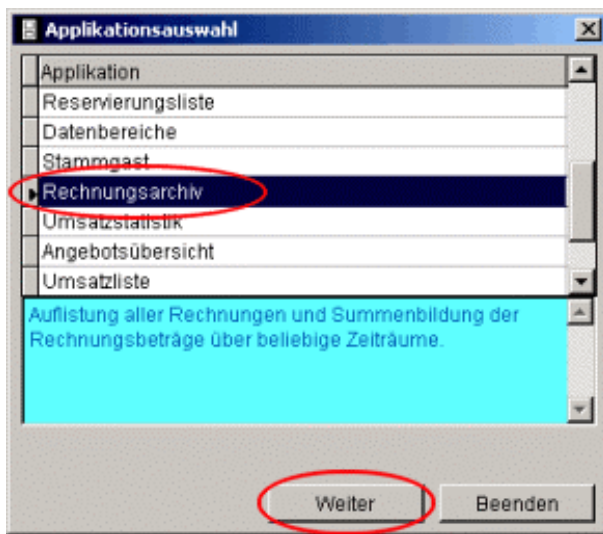 Applikationsauswahl
Applikation
Reservierungsliste
Datenbereiche
Stammgast
Rechnungsarchiv
Umsatzstatistik
Angebotsübersicht
Umsatzliste
Auflistung aller Rechnungen und Summenbildung der
Rechnungsbeträge über beliebige Zeiträume.
Weiter
Beenden